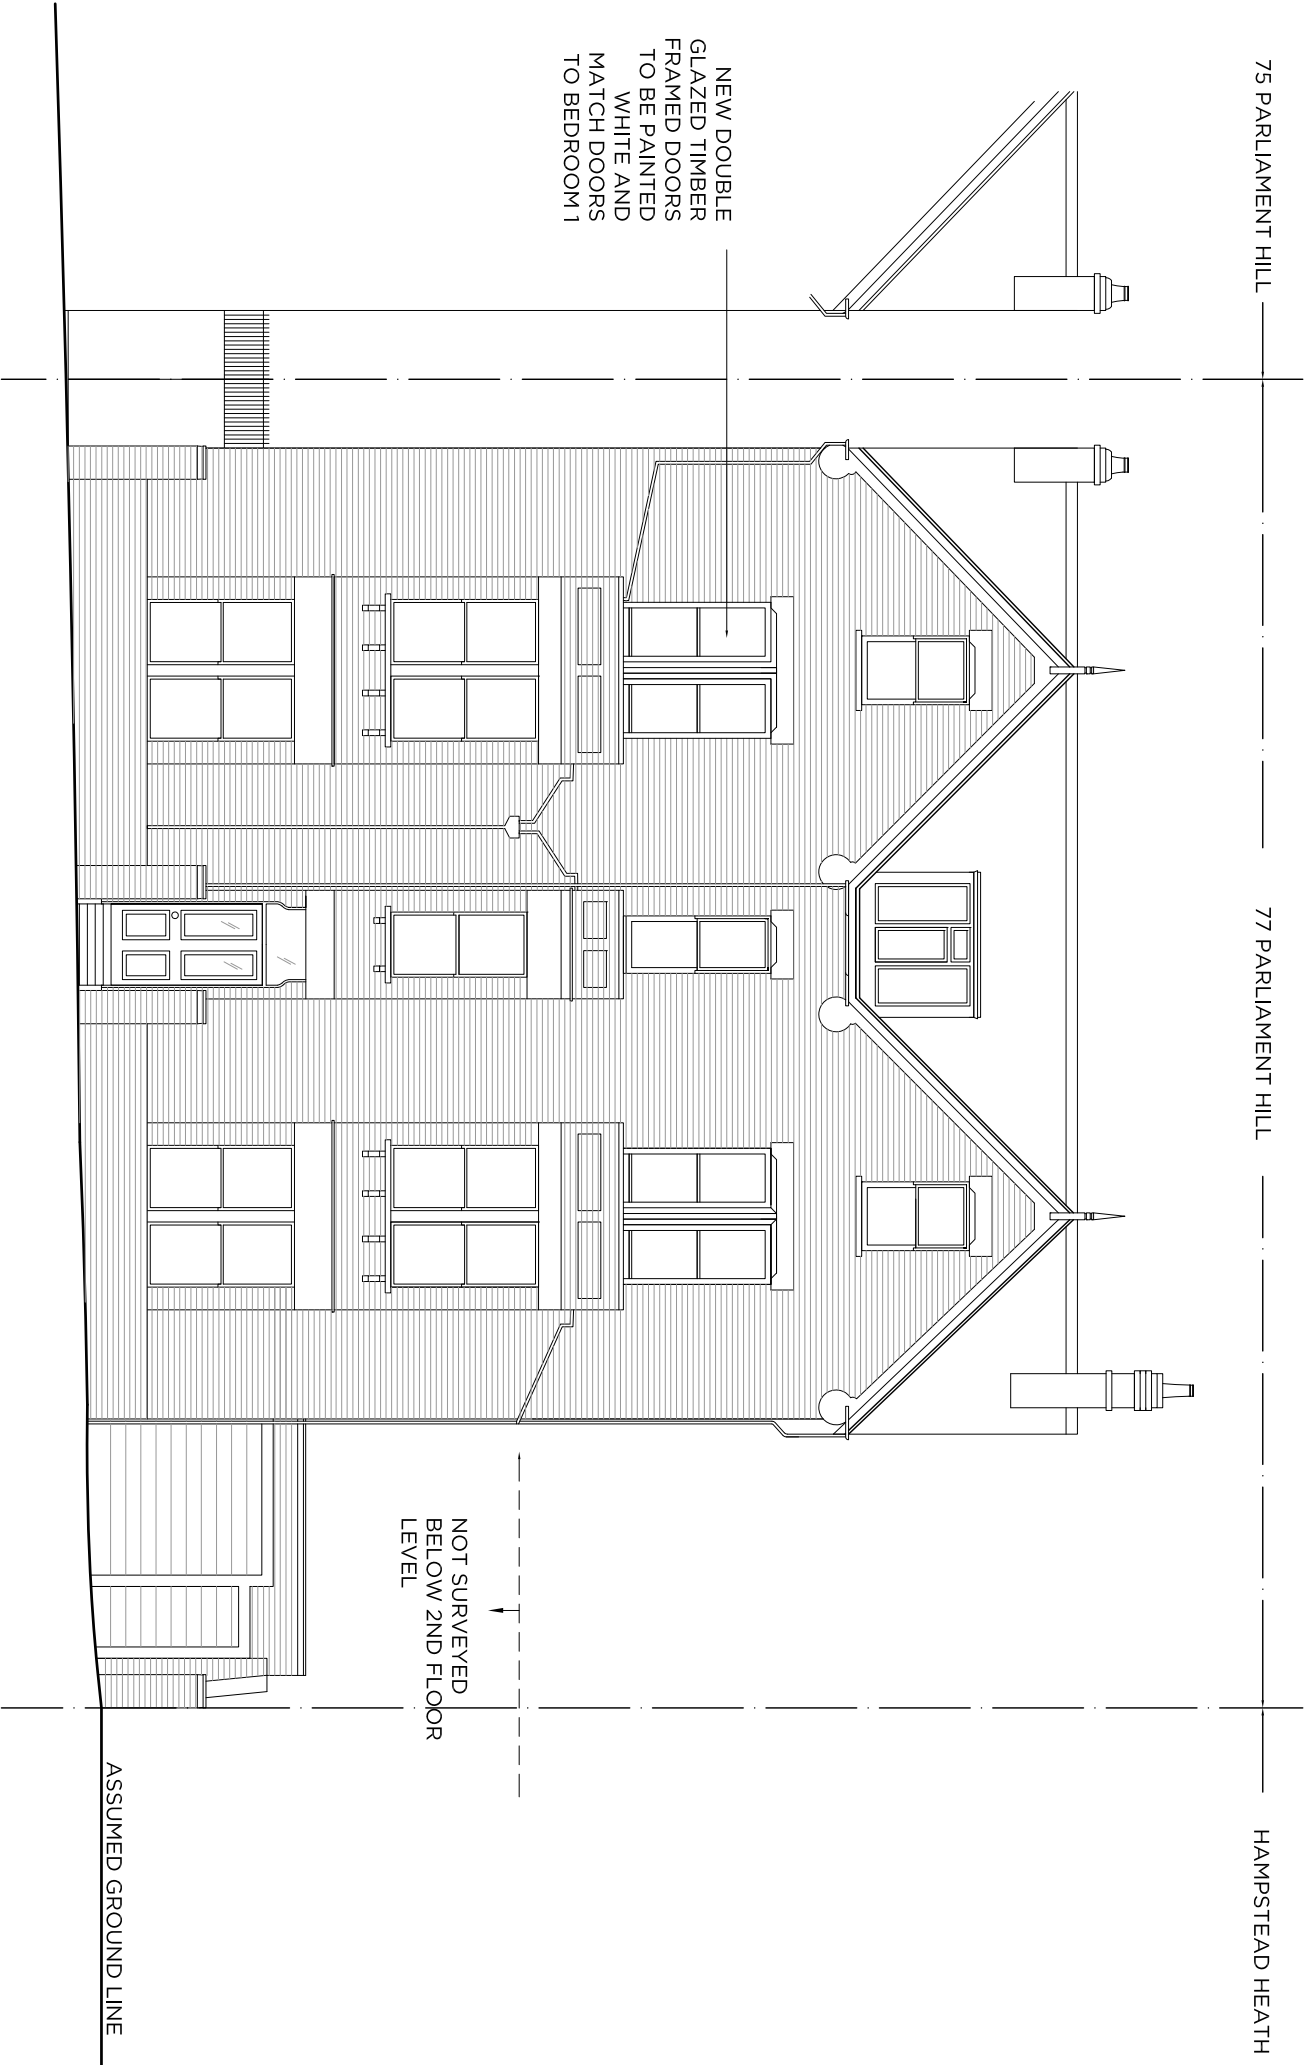 75 PARLIAMENT HILL
77 PARLIAMENT HILL
HAMPSTEAD HEATH
NEW DOUBLE
GLAZED TIMBER
FRAMED DOORS
TO BE PAINTED
WHITE AND
MATCH DOORS
TO BEDROOM 1
NOT SURVEYED
BELOW 2ND FLOOR
LEVEL
ASSUMED GROUND LINE